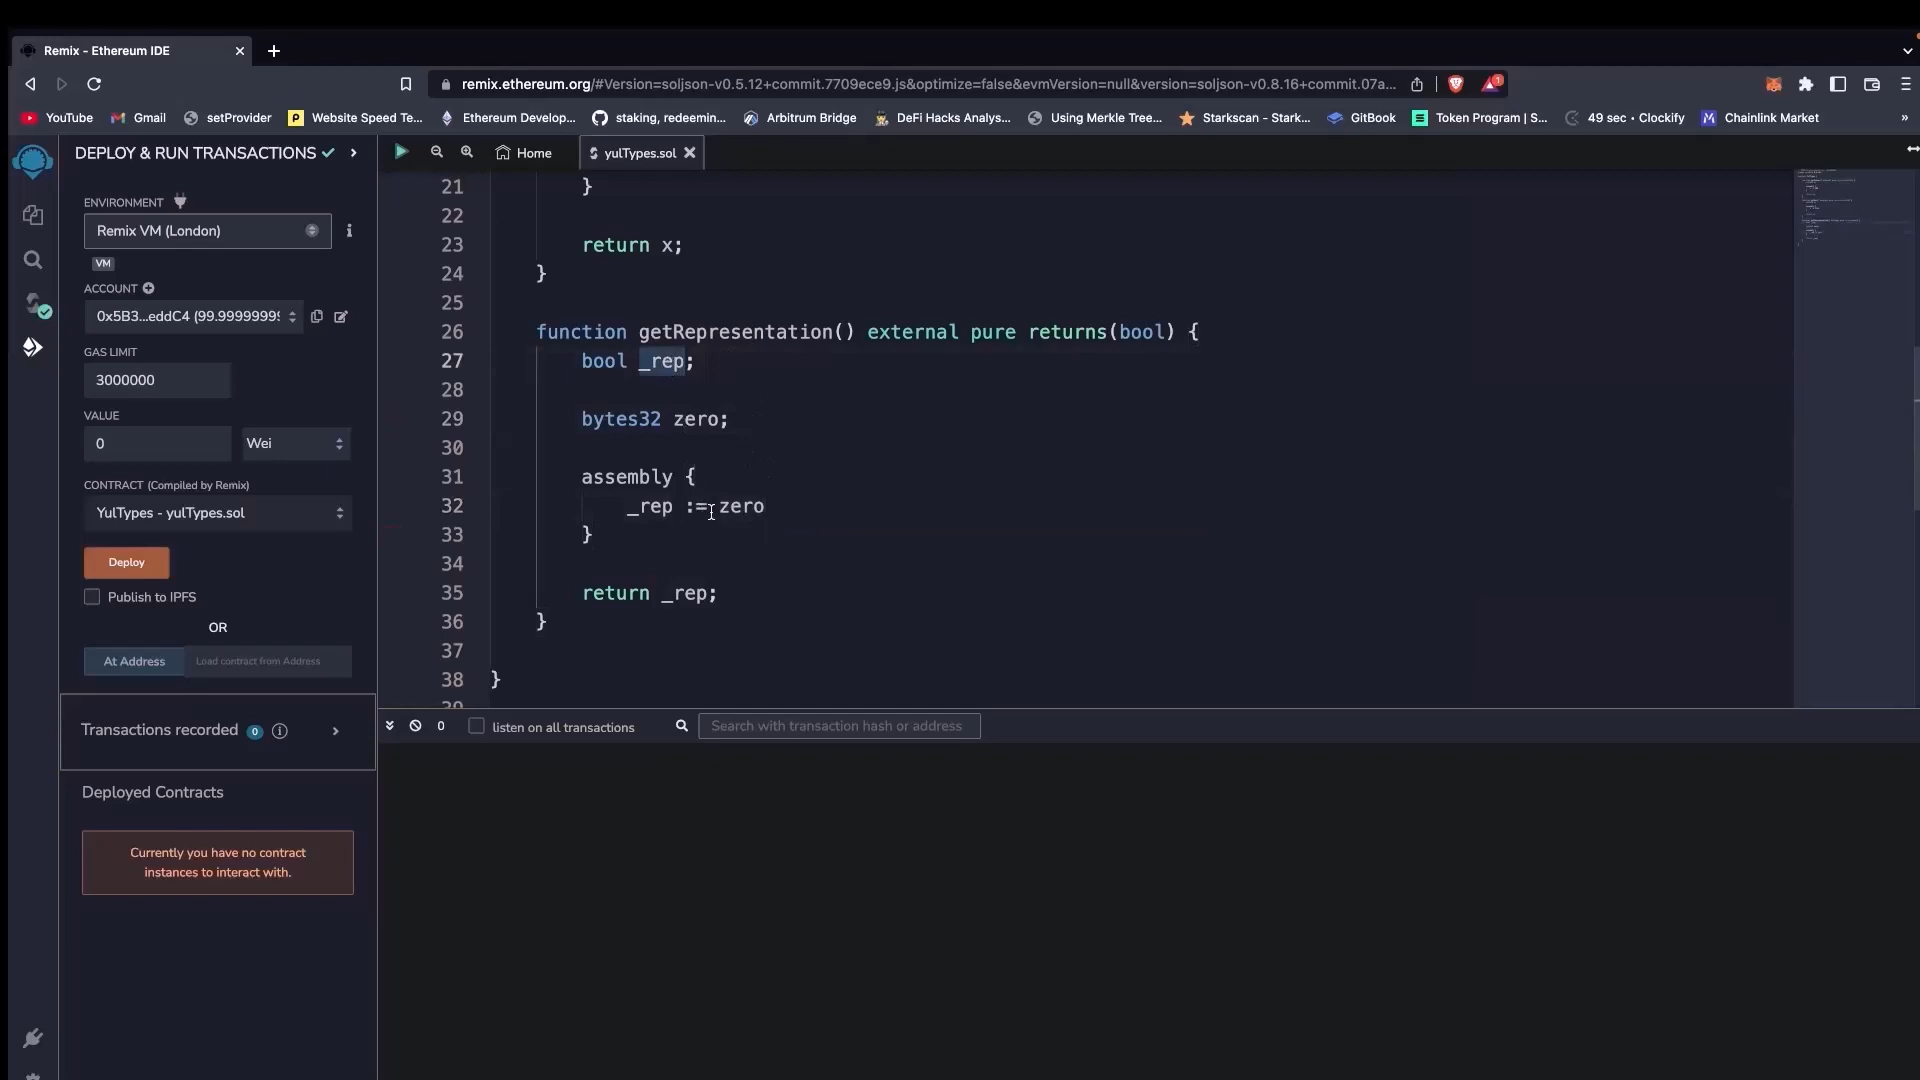 Remix - Ethereum IDE
remix.ethereum.org/#Version=soljson-v0.5.12+commit.7709ece9.js&optimize=false&evmVersion=null&version=soljson-v0.8.16+commit.07a...
1
YouTube Gmail setProvider Website Speed Te... Ethereum Develop... staking, redeemin... Arbitrum Bridge DeFi Hacks Analys... Using Merkle Tree... Starkscan - Stark... GitBook Token Program | S... 49 sec • Clockify Chainlink Market »
DEPLOY & RUN TRANSACTIONS
Home yulTypes.sol
ENVIRONMENT
Remix VM (London)
VM
ACCOUNT
0x5B3...eddC4 (99.9999999
GAS LIMIT
3000000
VALUE
0 Wei
CONTRACT (Compiled by Remix)
YulTypes - yulTypes.sol
Deploy
Publish to IPFS
OR
At Address Load contract from Address
Transactions recorded 0 i
Deployed Contracts
Currently you have no contract
instances to interact with.
21 }
22
23 return x;
24 }
25
26 function getRepresentation() external pure returns(bool) {
27 bool _rep;
28
29 bytes32 zero;
30
31 assembly {
32 _rep := zero
33 }
34
35 return _rep;
36 }
37
38 }
0 listen on all transactions Search with transaction hash or address